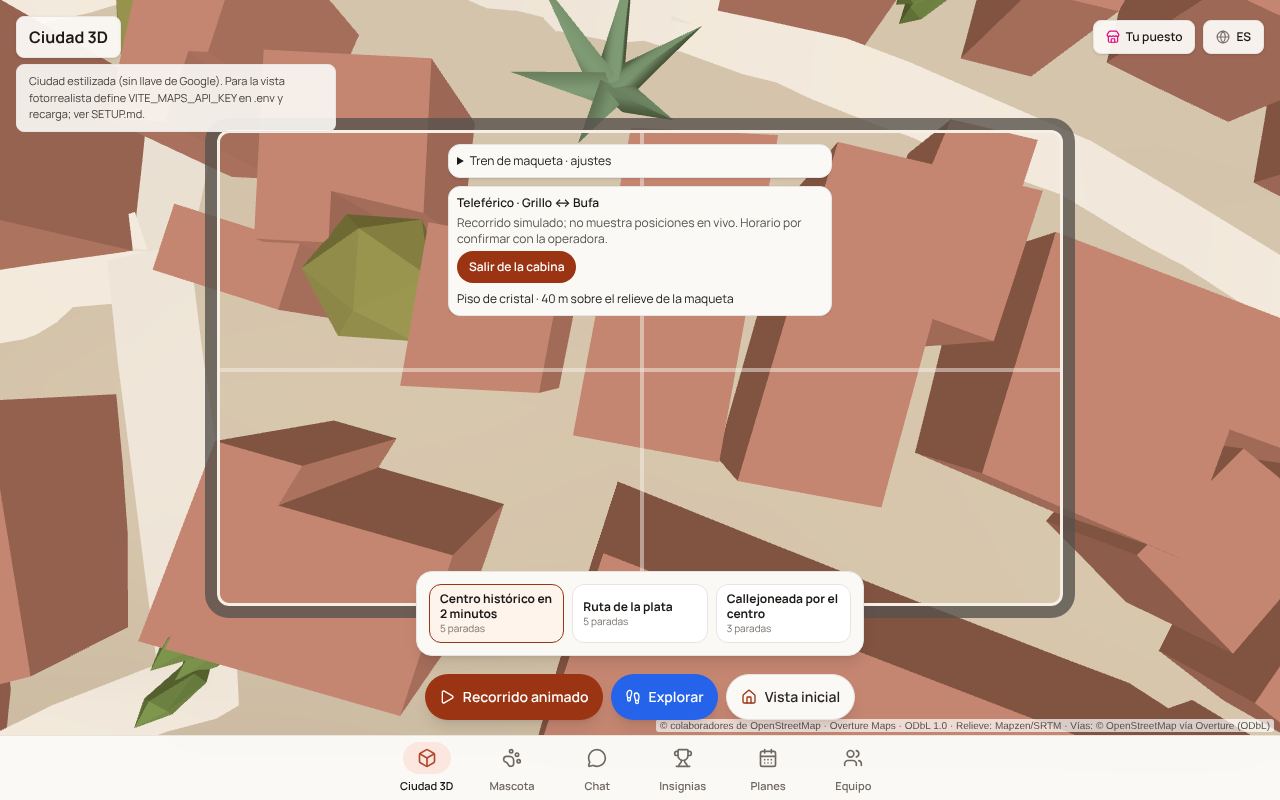 Ciudad 3D
Tu puesto
ES
Ciudad estilizada (sin llave de Google). Para la vista
fotorrealista define VITE_MAPS_API_KEY en .env y
recarga; ver SETUP.md.
Tren de maqueta · ajustes
Teleférico · Grillo ↔ Bufa
Recorrido simulado; no muestra posiciones en vivo. Horario por
confirmar con la operadora.
Salir de la cabina
Piso de cristal · 40 m sobre el relieve de la maqueta
Centro histórico en
2 minutos
5 paradas
Ruta de la plata
5 paradas
Callejoneada por el
centro
3 paradas
Recorrido animado
Explorar
Vista inicial
© colaboradores de OpenStreetMap · Overture Maps · ODbL 1.0 · Relieve: Mapzen/SRTM · Vías: © OpenStreetMap vía Overture (ODbL)
Ciudad 3D
Mascota
Chat
Insignias
Planes
Equipo